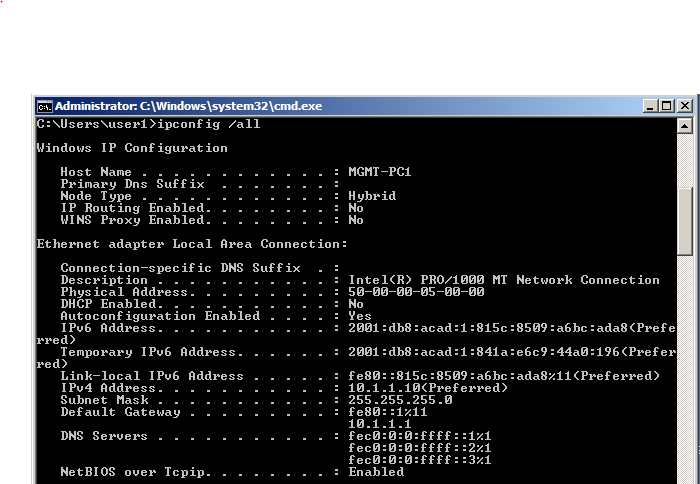 Administrator: C:\Windows\system32\cmd.exe
C:\Users\user1>ipconfig /all
Windows IP Configuration
Host Name . . . . . . . . . . . . : MGMT-PC1
Primary Dns Suffix  . . . . . . . :
Node Type . . . . . . . . . . . . : Hybrid
IP Routing Enabled. . . . . . . . : No
WINS Proxy Enabled. . . . . . . . : No
Ethernet adapter Local Area Connection:
Connection-specific DNS Suffix  . :
Description . . . . . . . . . . . : Intel(R) PRO/1000 MT Network Connection
Physical Address. . . . . . . . . : 50-00-00-05-00-00
DHCP Enabled. . . . . . . . . . . : No
Autoconfiguration Enabled . . . . : Yes
IPv6 Address. . . . . . . . . . . : 2001:db8:acad:1:815c:8509:a6bc:ada8(Prefe
rred)
Temporary IPv6 Address. . . . . . : 2001:db8:acad:1:841a:e6c9:44a0:196(Prefer
red)
Link-local IPv6 Address . . . . . : fe80::815c:8509:a6bc:ada8%11(Preferred)
IPv4 Address. . . . . . . . . . . : 10.1.1.10(Preferred)
Subnet Mask . . . . . . . . . . . : 255.255.255.0
Default Gateway . . . . . . . . . : fe80::1%11
10.1.1.1
DNS Servers . . . . . . . . . . . : fec0:0:0:ffff::1%1
fec0:0:0:ffff::2%1
fec0:0:0:ffff::3%1
NetBIOS over Tcpip. . . . . . . . : Enabled